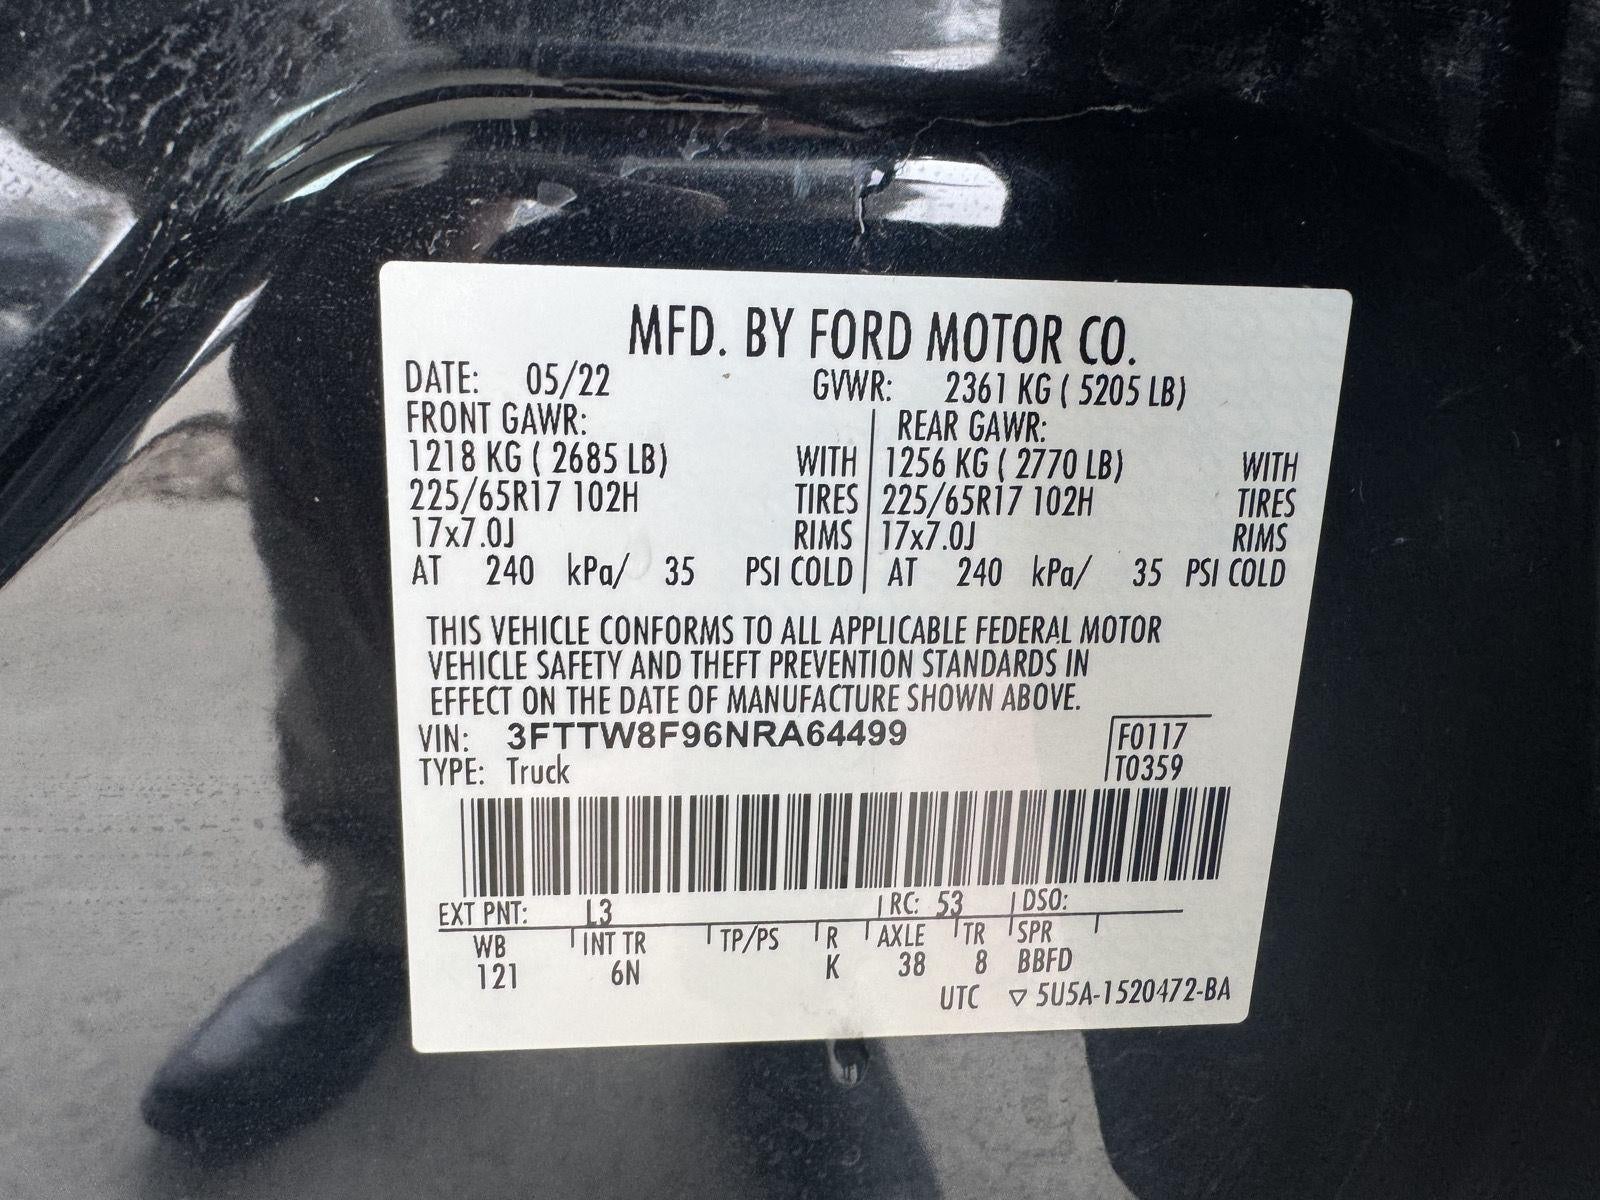 MFD. BY FORD MOTOR CO.
DATE: 05/22 GVWR: 2361 KG ( 5205 LB)
FRONT GAWR: REAR GAWR:
1218 KG ( 2685 LB) WITH 1256 KG ( 2770 LB) WITH
225/65R17 102H TIRES 225/65R17 102H TIRES
17x7.0J RIMS 17x7.0J RIMS
AT 240 kPa/ 35 PSI COLD AT 240 kPa/ 35 PSI COLD
THIS VEHICLE CONFORMS TO ALL APPLICABLE FEDERAL MOTOR
VEHICLE SAFETY AND THEFT PREVENTION STANDARDS IN
EFFECT ON THE DATE OF MANUFACTURE SHOWN ABOVE.
VIN: 3FTTW8F96NRA64499 F0117
TYPE: Truck T0359
EXT PNT: L3 RC: 53 DSO:
WB INT TR TP/PS R AXLE TR SPR
121 6N K 38 8 BBFD
UTC ▽ 5U5A-1520472-BA